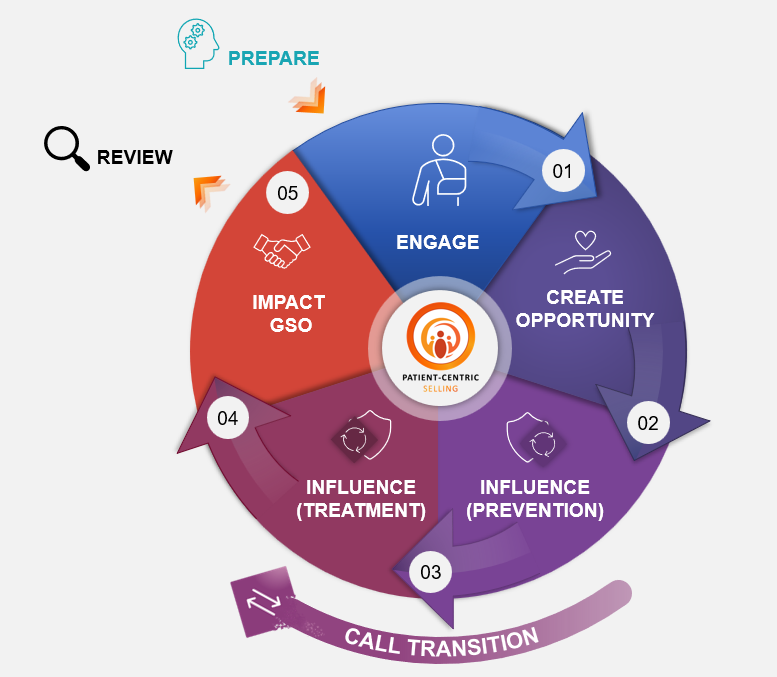 PREPARE
REVIEW
01
ENGAGE
05
IMPACT
GSO
CREATE
OPPORTUNITY
PATIENT-CENTRIC
SELLING
04
02
INFLUENCE
(TREATMENT)
INFLUENCE
(PREVENTION)
03
CALL TRANSITION